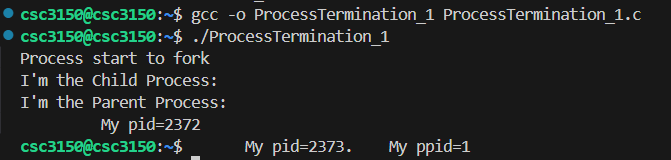 csc3150@csc3150:~$ gcc -o ProcessTermination_1 ProcessTermination_1.c
csc3150@csc3150:~$ ./ProcessTermination_1
Process start to fork
I'm the Child Process:
I'm the Parent Process:
        My pid=2372
csc3150@csc3150:~$      My pid=2373.    My ppid=1